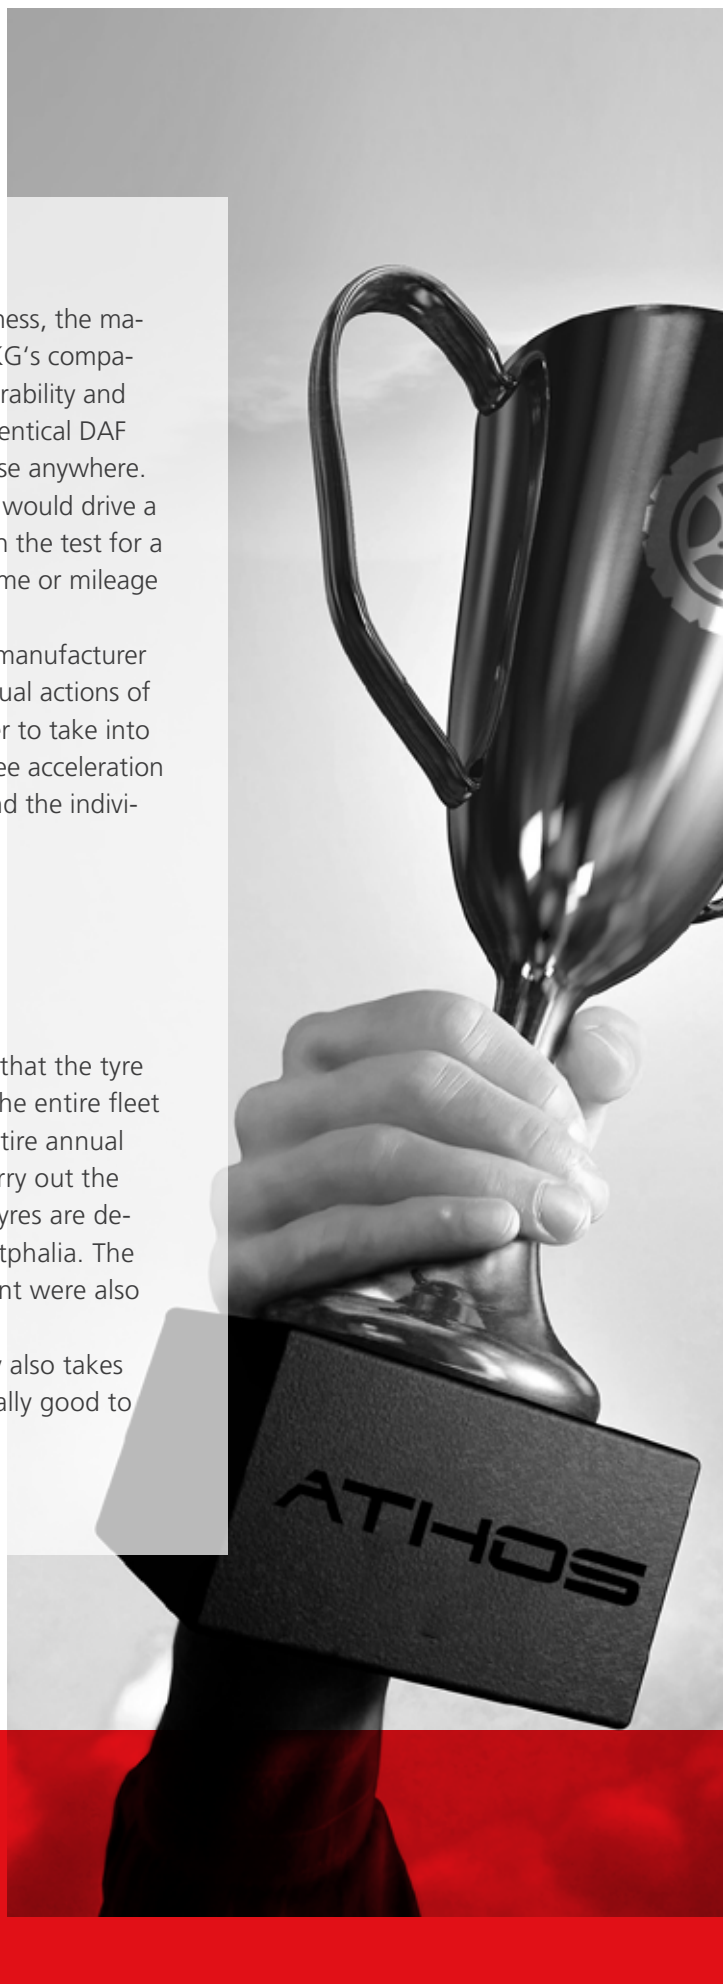 ness, the ma-
KG's compa-
rability and
entical DAF
se anywhere.
would drive a
n the test for a
me or mileage
manufacturer
ual actions of
r to take into
ee acceleration
nd the indivi-
that the tyre
he entire fleet
tire annual
rry out the
yres are de-
tphalia. The
nt were also
also takes
ally good to
ATHOS